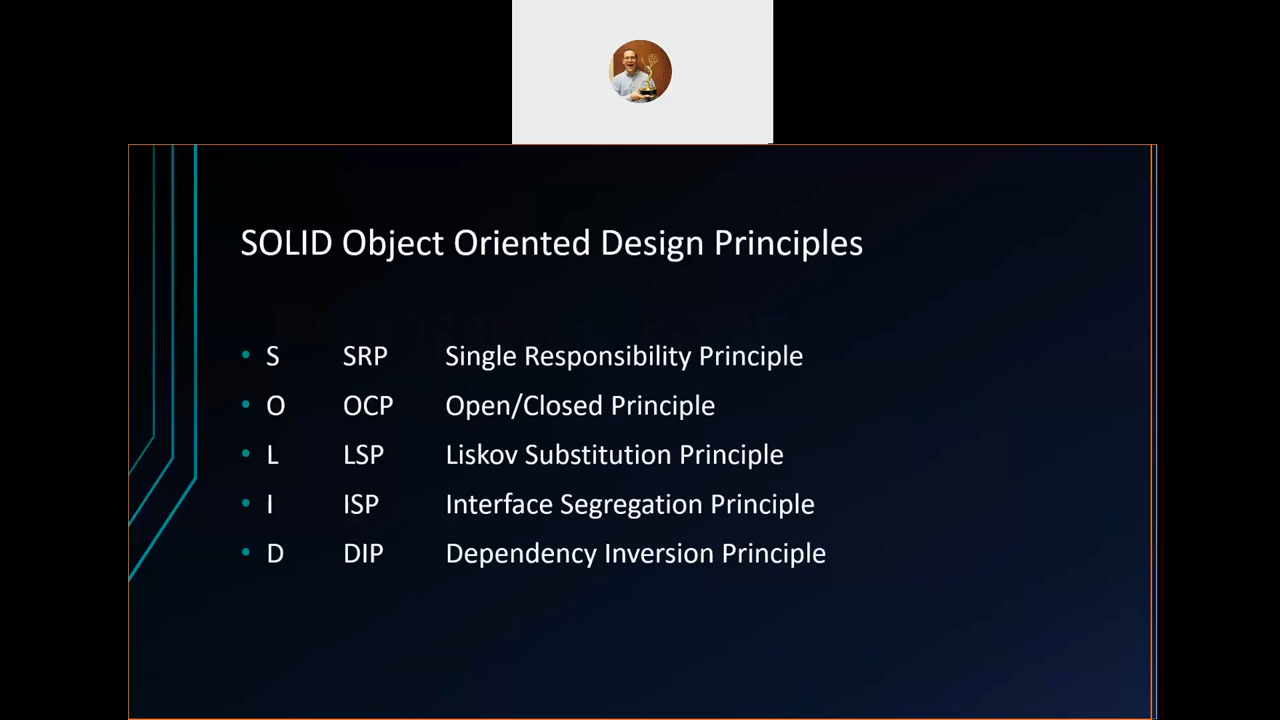 SOLID Object Oriented Design Principles
• S SRP Single Responsibility Principle
• O OCP Open/Closed Principle
• L LSP Liskov Substitution Principle
• I ISP Interface Segregation Principle
• D DIP Dependency Inversion Principle